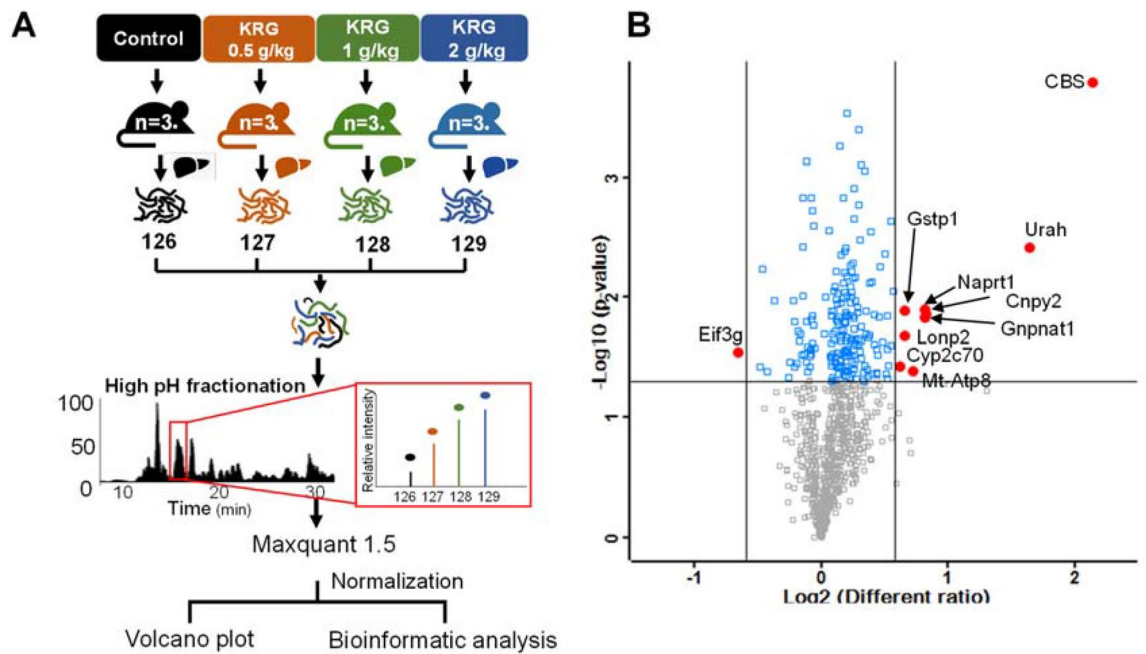 A
Control
KRG
0.5 g/kg
KRG
1 g/kg
KRG
2 g/kg
n=3.
n=3.
n=3.
n=3.
126
127
128
129
High pH fractionation
100
50
0
10
20
30
Time (min)
Relative intensity
126
127
128
129
Maxquant 1.5
Normalization
Volcano plot
Bioinformatic analysis
B
-Log10 (p-value)
3
2
1
0
-1
0
1
2
Log2 (Different ratio)
CBS
Urah
Gstp1
Naprt1
Cnpy2
Gnpnat1
Lonp2
Cyp2c70
Mt-Atp8
Eif3g